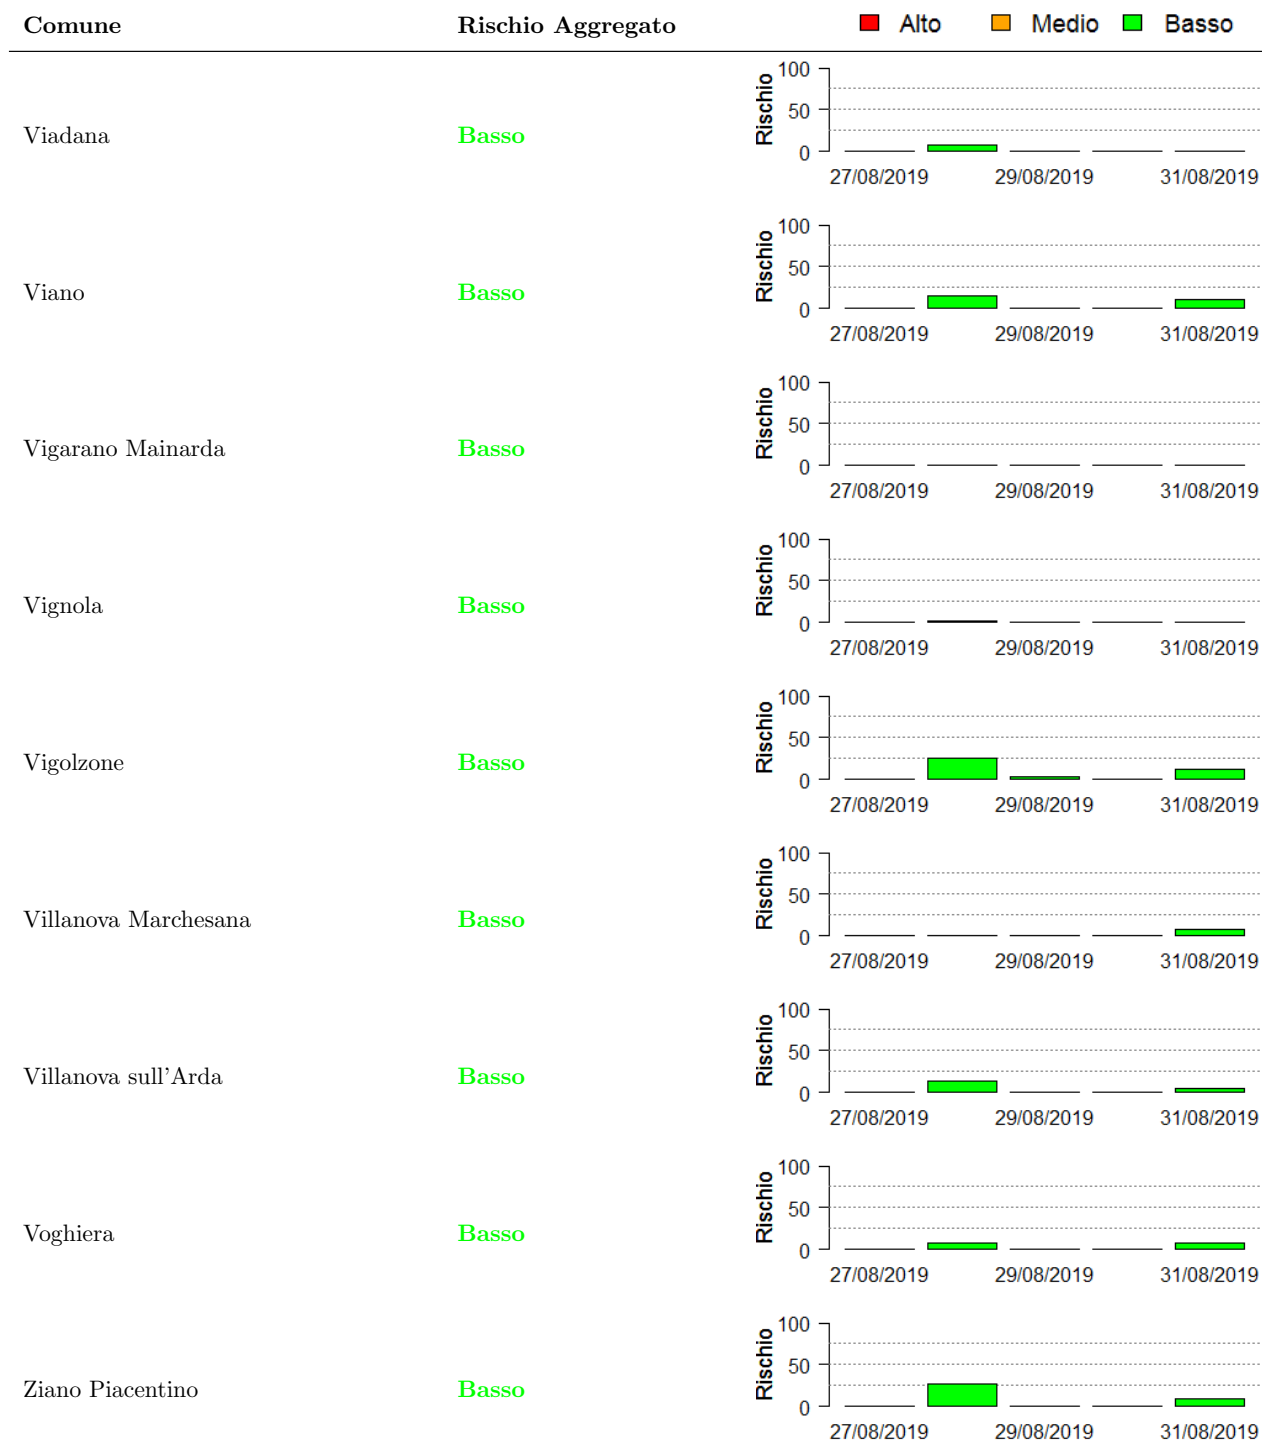 Comune Rischio Aggregato Alto Medio Basso
100
50
0
Rischio
Viadana Basso
27/08/2019 29/08/2019 31/08/2019
100
50
0
Rischio
Viano Basso
27/08/2019 29/08/2019 31/08/2019
100
50
0
Rischio
Vigarano Mainarda Basso
27/08/2019 29/08/2019 31/08/2019
100
50
0
Rischio
Vignola Basso
27/08/2019 29/08/2019 31/08/2019
100
50
0
Rischio
Vigolzone Basso
27/08/2019 29/08/2019 31/08/2019
100
50
0
Rischio
Villanova Marchesana Basso
27/08/2019 29/08/2019 31/08/2019
100
50
0
Rischio
Villanova sull'Arda Basso
27/08/2019 29/08/2019 31/08/2019
100
50
0
Rischio
Voghiera Basso
27/08/2019 29/08/2019 31/08/2019
100
50
0
Rischio
Ziano Piacentino Basso
27/08/2019 29/08/2019 31/08/2019